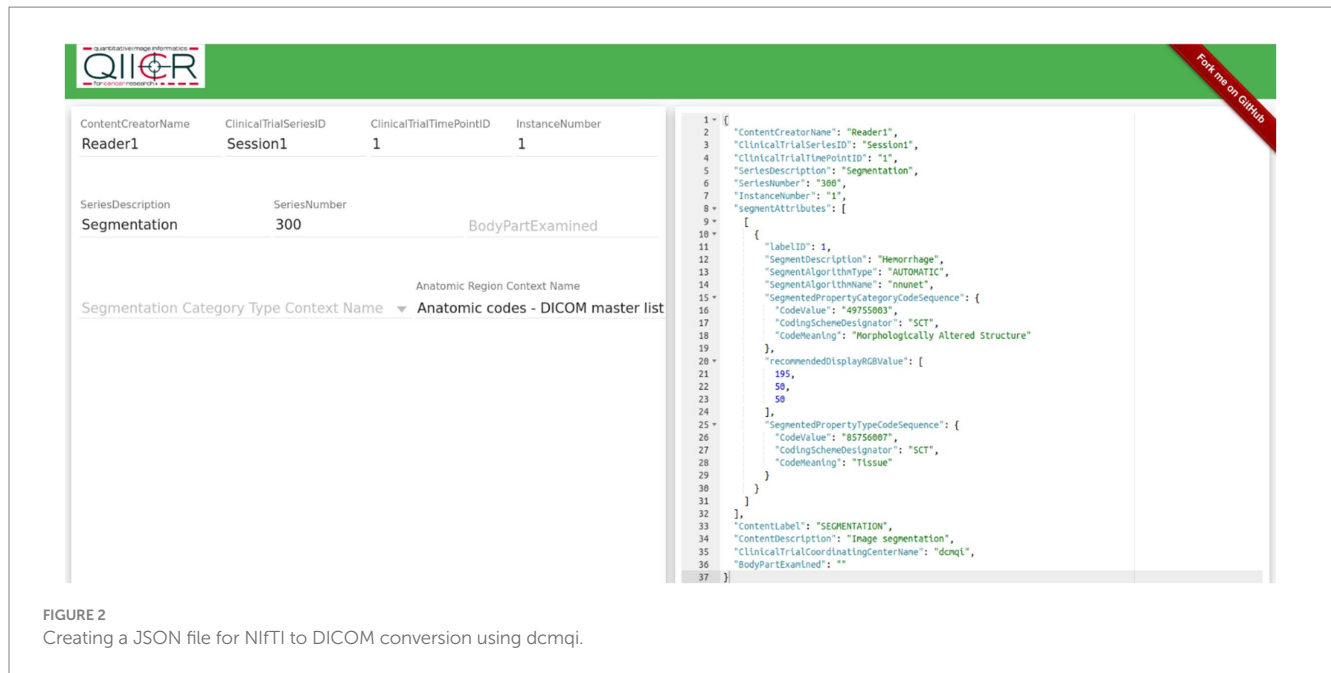 quantitative image informatics
QIICR
for cancer research
Fork me on GitHub
ContentCreatorName ClinicalTrialSeriesID ClinicalTrialTimePointID InstanceNumber
Reader1 Session1 1 1
SeriesDescription SeriesNumber
Segmentation 300 BodyPartExamined
Anatomic Region Context Name
Segmentation Category Type Context Name Anatomic codes - DICOM master list
1 {
2 "ContentCreatorName": "Reader1",
3 "ClinicalTrialSeriesID": "Session1",
4 "ClinicalTrialTimePointID": "1",
5 "SeriesDescription": "Segmentation",
6 "SeriesNumber": "300",
7 "InstanceNumber": "1",
8 "segmentAttributes": [
9 [
10 {
11 "labelID": 1,
12 "SegmentDescription": "Hemorrhage",
13 "SegmentAlgorithmType": "AUTOMATIC",
14 "SegmentAlgorithmName": "nnunet",
15 "SegmentedPropertyCategoryCodeSequence": {
16 "CodeValue": "49755003",
17 "CodingSchemeDesignator": "SCT",
18 "CodeMeaning": "Morphologically Altered Structure"
19 },
20 "recommendedDisplayRGBValue": [
21 195,
22 50,
23 50
24 ],
25 "SegmentedPropertyTypeCodeSequence": {
26 "CodeValue": "85756007",
27 "CodingSchemeDesignator": "SCT",
28 "CodeMeaning": "Tissue"
29 }
30 }
31 ]
32 ],
33 "ContentLabel": "SEGMENTATION",
34 "ContentDescription": "Image segmentation",
35 "ClinicalTrialCoordinatingCenterName": "dcmqi",
36 "BodyPartExamined": ""
37 }
FIGURE 2
Creating a JSON file for NIfTI to DICOM conversion using dcmqi.